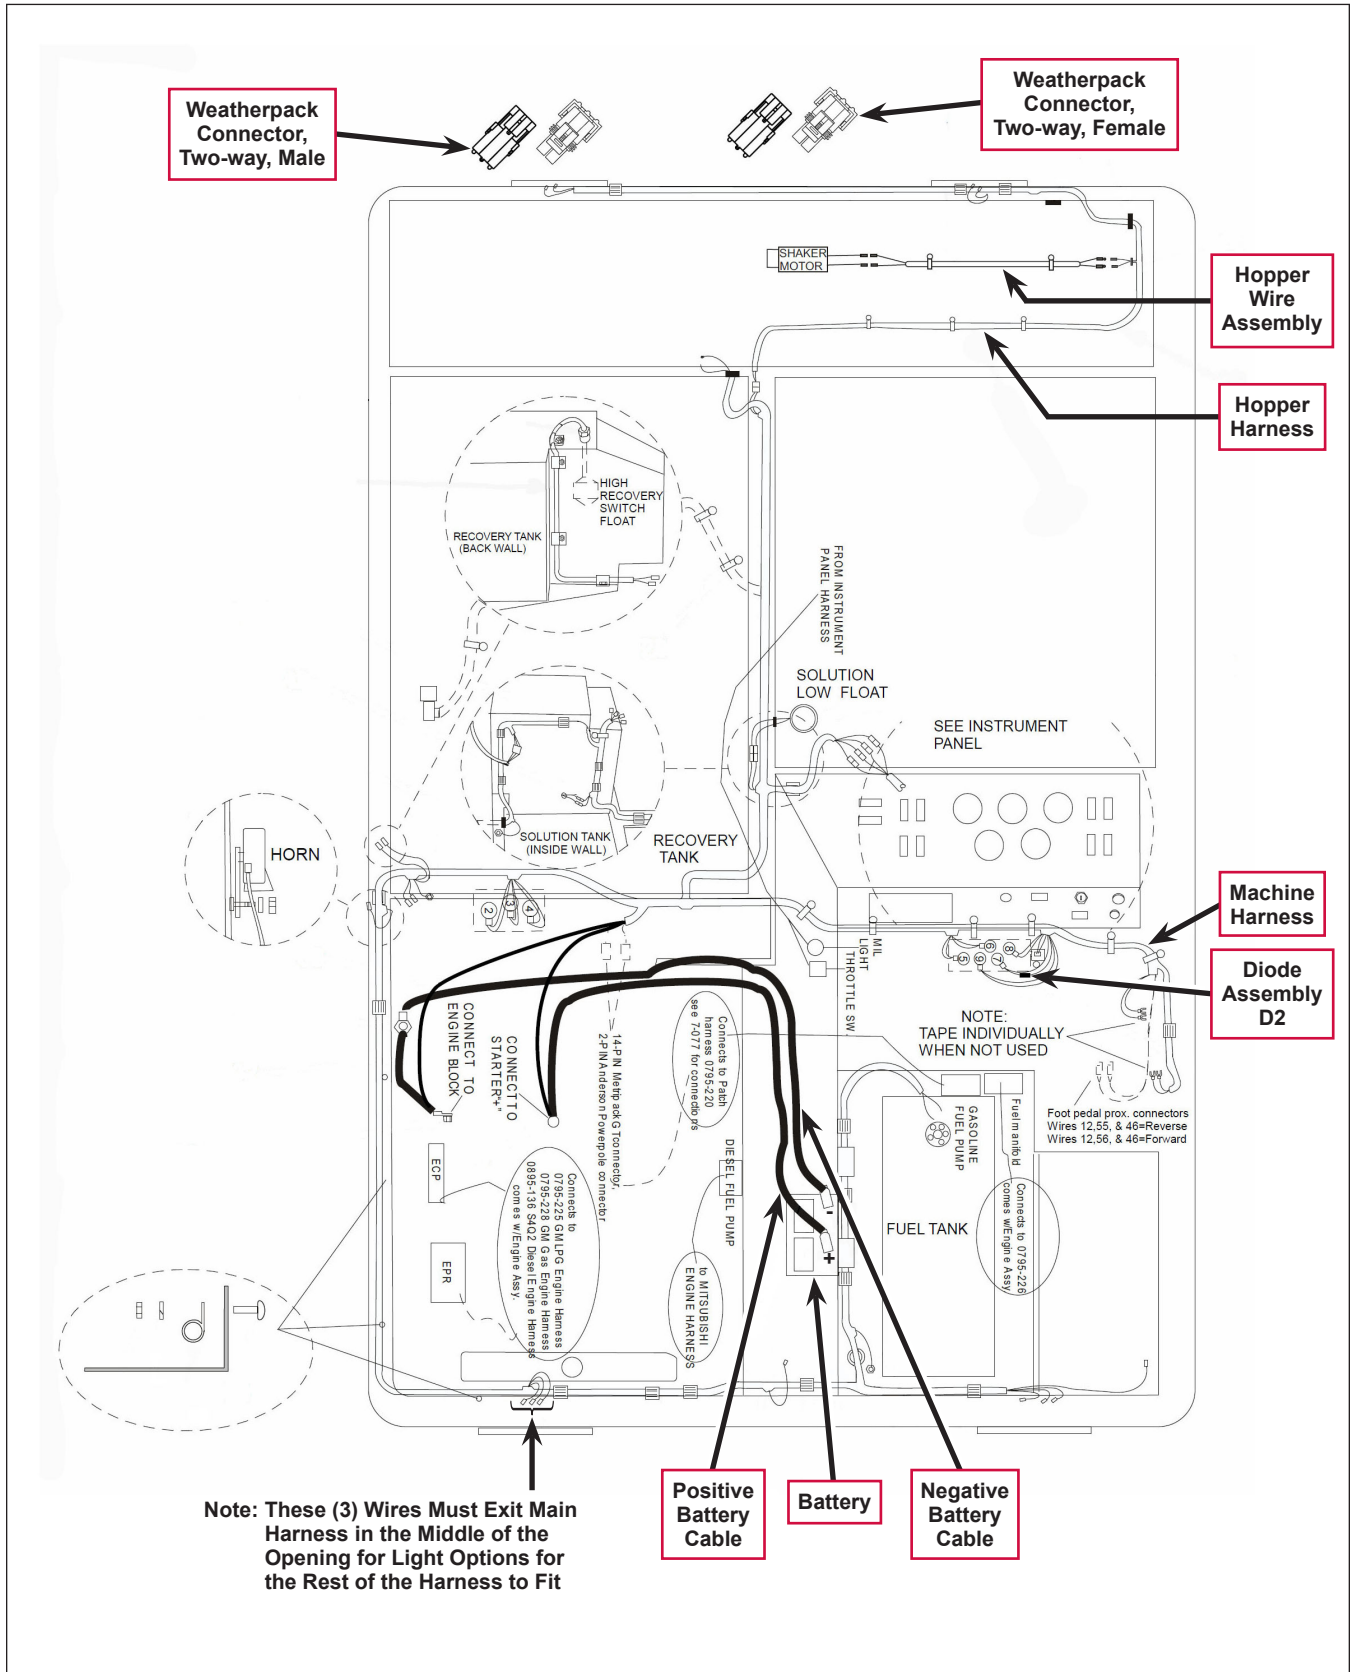 Weatherpack
Connector,
Two-way, Male
Weatherpack
Connector,
Two-way, Female
SHAKER
MOTOR
Hopper
Wire
Assembly
Hopper
Harness
HIGH
RECOVERY
SWITCH
FLOAT
RECOVERY TANK
(BACK WALL)
FROM INSTRUMENT
PANEL HARNESS
SOLUTION
LOW FLOAT
SEE INSTRUMENT
PANEL
SOLUTION TANK
(INSIDE WALL)
RECOVERY
TANK
HORN
2
3
4
Machine
Harness
5
6
9
7
8
MIL
LIGHT
THROTTLE SW.
Diode
Assembly
D2
NOTE:
TAPE INDIVIDUALLY
WHEN NOT USED
Foot pedal prox. connectors
Wires 12,55, & 46=Reverse
Wires 12,56, & 46=Forward
CONNECT TO
ENGINE BLOCK
CONNECT TO
STARTER"+"
14-PIN Metripack GT connector,
2-PIN Anderson Powerpole connector
Connects to Patch
harness 0795-220
see 7-077 for connections
GASOLINE
FUEL PUMP
Fuel manifold
DIESEL FUEL PUMP
ECP
EPR
Connects to
0795-225 GM LPG Engine Harness
0795-228 GM Gas Engine Harness
0895-136 S4Q2 Diesel Engine Harness
comes w/Engine Assy.
to MITSUBISHI
ENGINE HARNESS
-
+
FUEL TANK
Connects to 0795-226
comes w/Engine Assy
Positive
Battery
Cable
Battery
Negative
Battery
Cable
Note: These (3) Wires Must Exit Main
Harness in the Middle of the
Opening for Light Options for
the Rest of the Harness to Fit